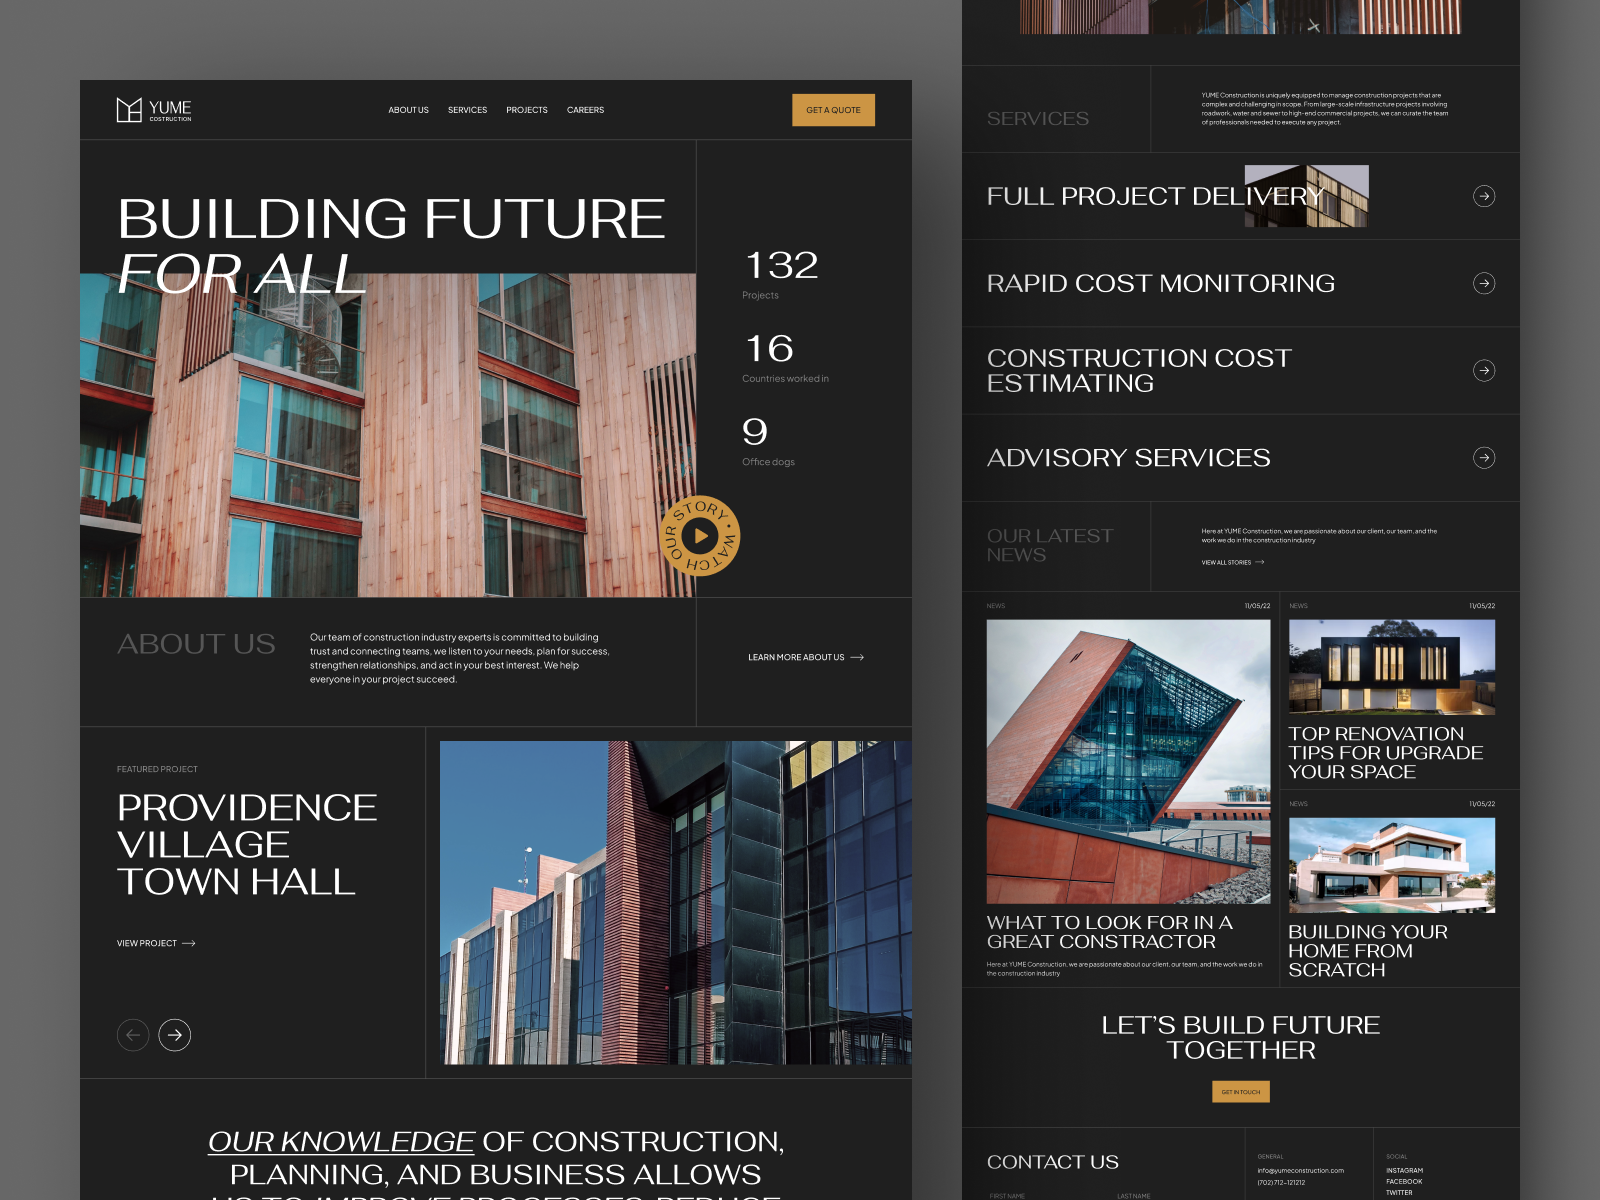 YUME
COSTRUCTION
ABOUT US
SERVICES
PROJECTS
CAREERS
GET A QUOTE
BUILDING FUTURE
FOR ALL
132
Projects
16
Countries worked in
9
Office dogs
WATCH OUR STORY •
ABOUT US
Our team of construction industry experts is committed to building
trust and connecting teams, we listen to your needs, plan for success,
strengthen relationships, and act in your best interest. We help
everyone in your project succeed.
LEARN MORE ABOUT US
FEATURED PROJECT
PROVIDENCE
VILLAGE
TOWN HALL
VIEW PROJECT
OUR KNOWLEDGE OF CONSTRUCTION,
PLANNING, AND BUSINESS ALLOWS
US TO IMPROVE PROCESSES, REDUCE
SERVICES
YUME Construction is uniquely equipped to manage construction projects that are
complex and challenging in scope. From large-scale infrastructure projects involving
roadwork, water and sewer to high-end commercial projects, we can curate the team
of professionals needed to execute any project.
FULL PROJECT DELIVERY
RAPID COST MONITORING
CONSTRUCTION COST
ESTIMATING
ADVISORY SERVICES
OUR LATEST
NEWS
Here at YUME Construction, we are passionate about our client, our team, and the
work we do in the construction industry
VIEW ALL STORIES
NEWS
11/05/22
WHAT TO LOOK FOR IN A
GREAT CONSTRACTOR
Here at YUME Construction, we are passionate about our client, our team, and the work we do in
the construction industry
NEWS
11/05/22
TOP RENOVATION
TIPS FOR UPGRADE
YOUR SPACE
NEWS
11/05/22
BUILDING YOUR
HOME FROM
SCRATCH
LET'S BUILD FUTURE
TOGETHER
GET IN TOUCH
CONTACT US
FIRST NAME
LAST NAME
GENERAL
info@yumeconstruction.com
(702)712-121212
SOCIAL
INSTAGRAM
FACEBOOK
TWITTER